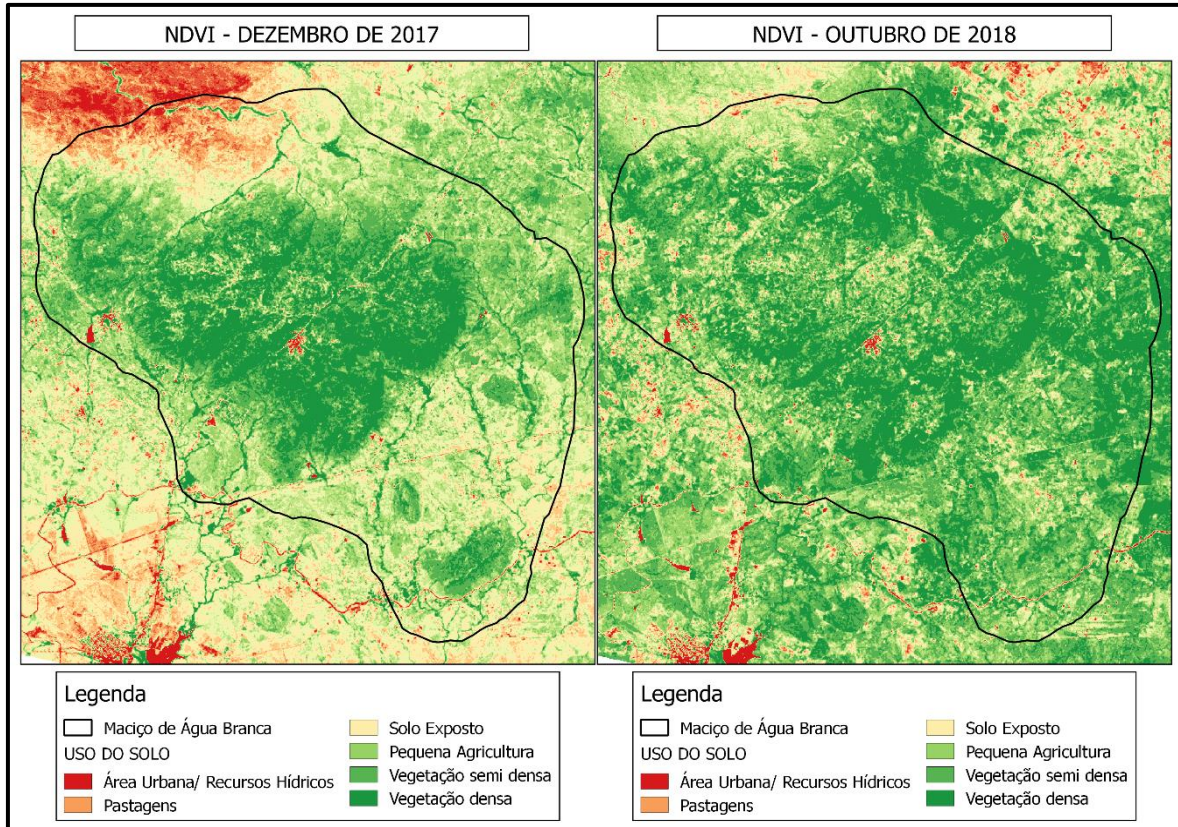 NDVI - DEZEMBRO DE 2017
NDVI - OUTUBRO DE 2018
Legenda
Maciço de Água Branca
USO DO SOLO
Área Urbana/ Recursos Hídricos
Pastagens
Solo Exposto
Pequena Agricultura
Vegetação semi densa
Vegetação densa
Legenda
Maciço de Água Branca
USO DO SOLO
Área Urbana/ Recursos Hídricos
Pastagens
Solo Exposto
Pequena Agricultura
Vegetação semi densa
Vegetação densa